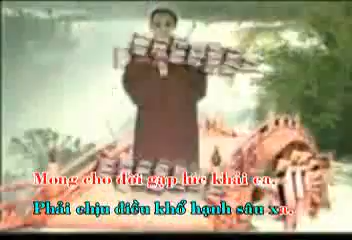 Mong cho đời gặp lúc khải ca.
Phải chịu điều khổ hạnh sâu xa.